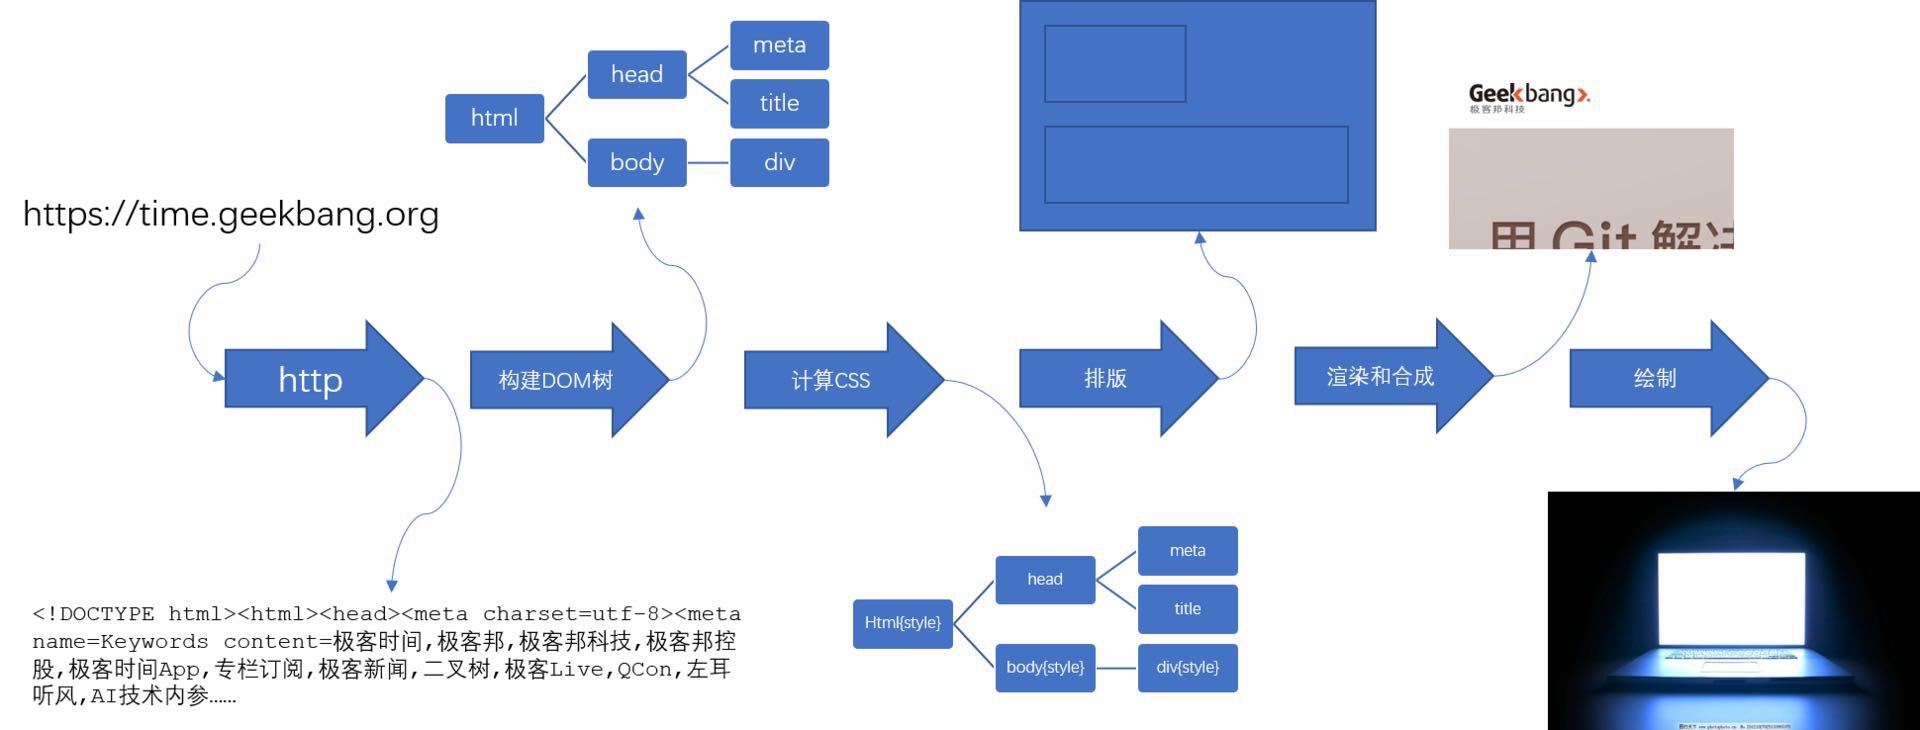 meta
head
title
html
body
div
https://time.geekbang.org
Geekbang
极客邦科技
用 Git 解决
http
构建DOM树
计算CSS
排版
渲染和合成
绘制
<!DOCTYPE html><html><head><meta charset=utf-8><meta
name=Keywords content=极客时间,极客邦,极客邦科技,极客邦控
股,极客时间App,专栏订阅,极客新闻,二叉树,极客Live,QCon,左耳
听风,AI技术内参……
meta
head
title
Html{style}
body{style}
div{style}